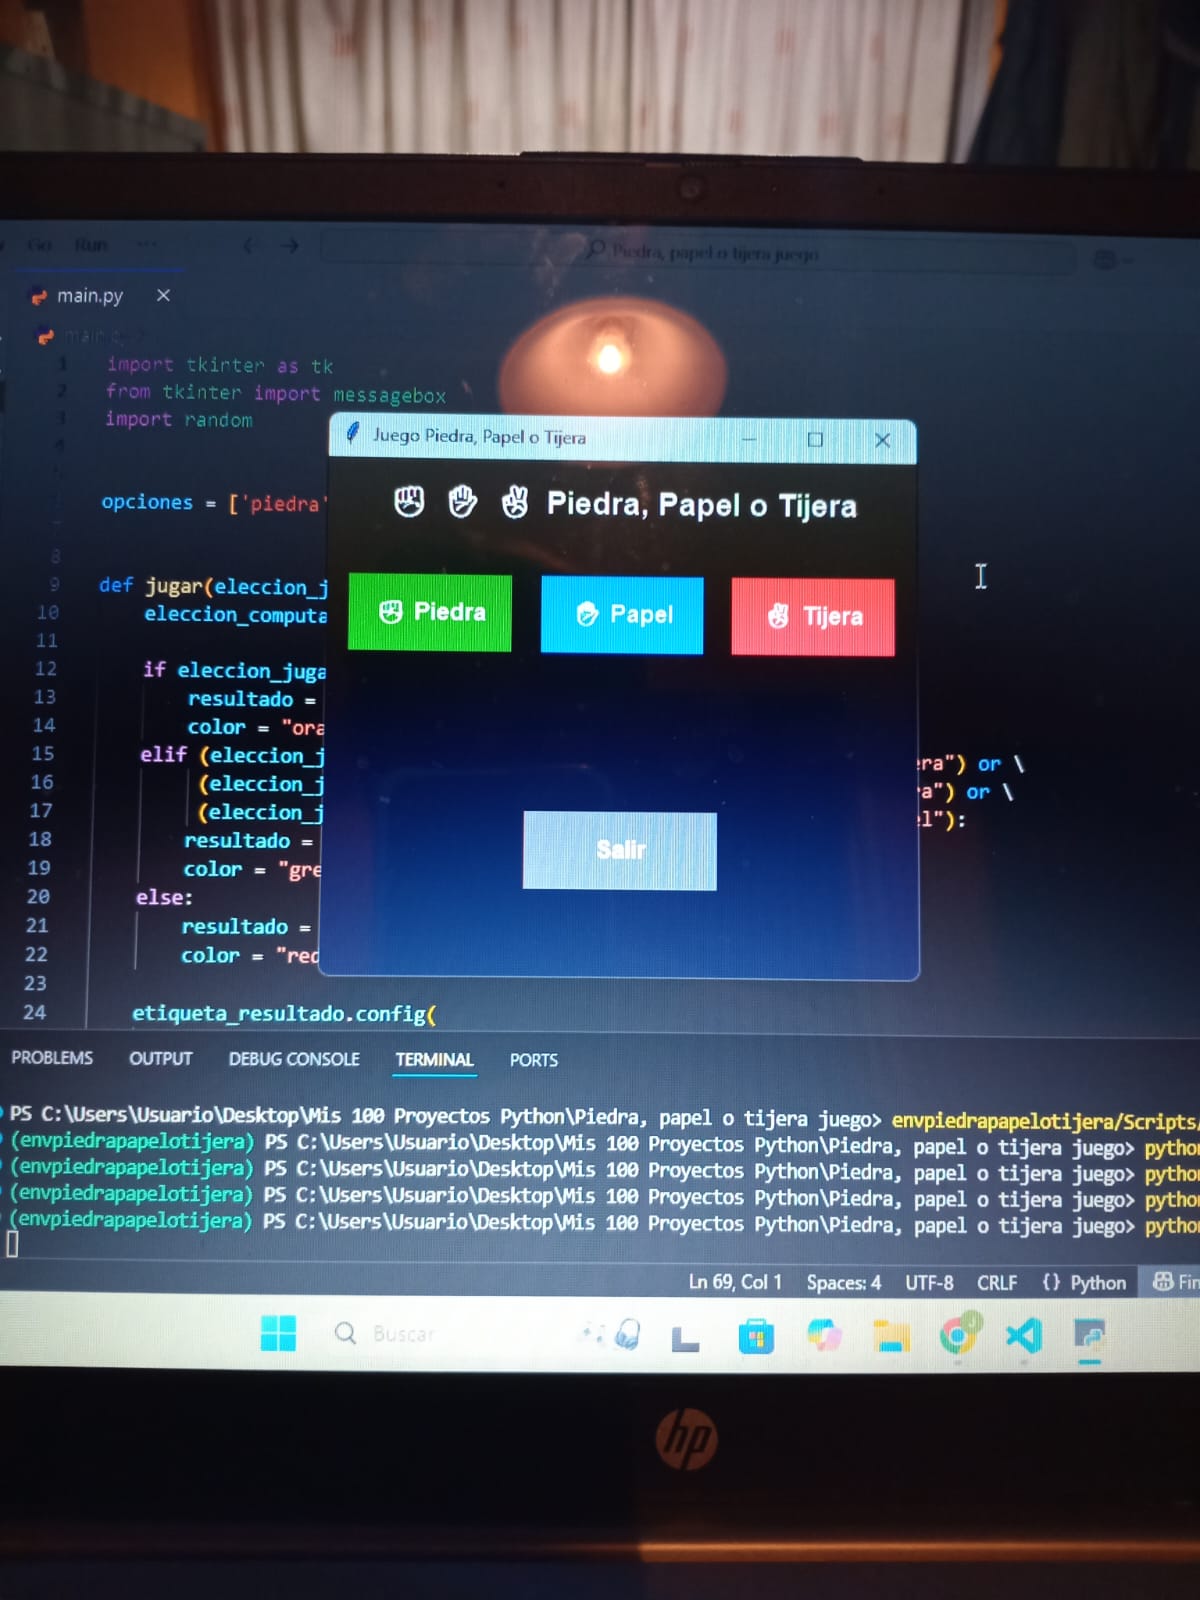 Go Run ...
Piedra, papel o tijera juego
main.py
main.py
1 import tkinter as tk
2 from tkinter import messagebox
3 import random
4
opciones = ['piedra'
8
9 def jugar(eleccion_j
10 eleccion_computa
11
12 if eleccion_juga
13 resultado =
14 color = "ora
15 elif (eleccion_j
era") or \
16 (eleccion_j
a") or \
17 (eleccion_j
el"):
18 resultado =
19 color = "gre
20 else:
21 resultado =
22 color = "red
23
24 etiqueta_resultado.config(
Juego Piedra, Papel o Tijera
Piedra, Papel o Tijera
Piedra
Papel
Tijera
Salir
PROBLEMS OUTPUT DEBUG CONSOLE TERMINAL PORTS
PS C:\Users\Usuario\Desktop\Mis 100 Proyectos Python\Piedra, papel o tijera juego> envpiedrapapelotijera/Scripts/
(envpiedrapapelotijera) PS C:\Users\Usuario\Desktop\Mis 100 Proyectos Python\Piedra, papel o tijera juego> pytho
(envpiedrapapelotijera) PS C:\Users\Usuario\Desktop\Mis 100 Proyectos Python\Piedra, papel o tijera juego> pytho
(envpiedrapapelotijera) PS C:\Users\Usuario\Desktop\Mis 100 Proyectos Python\Piedra, papel o tijera juego> pytho
(envpiedrapapelotijera) PS C:\Users\Usuario\Desktop\Mis 100 Proyectos Python\Piedra, papel o tijera juego> pytho
Ln 69, Col 1 Spaces: 4 UTF-8 CRLF {} Python Fin
Buscar
hp